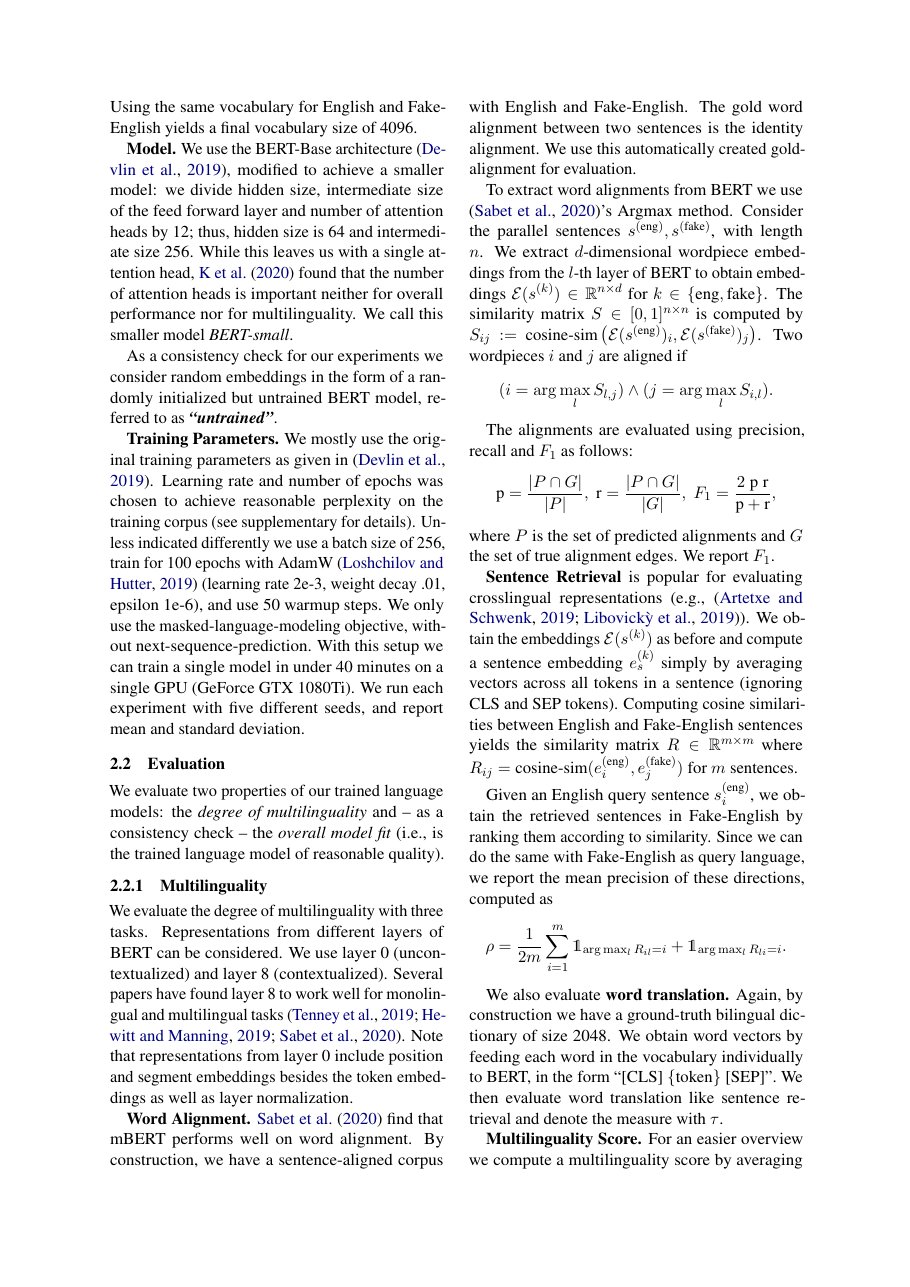 Using the same vocabulary for English and Fake-
English yields a final vocabulary size of 4096.
Model. We use the BERT-Base architecture (De-
vlin et al., 2019), modified to achieve a smaller
model: we divide hidden size, intermediate size
of the feed forward layer and number of attention
heads by 12; thus, hidden size is 64 and intermedi-
ate size 256. While this leaves us with a single at-
tention head, K et al. (2020) found that the number
of attention heads is important neither for overall
performance nor for multilinguality. We call this
smaller model BERT-small.
As a consistency check for our experiments we
consider random embeddings in the form of a ran-
domly initialized but untrained BERT model, re-
ferred to as “untrained”.
Training Parameters. We mostly use the orig-
inal training parameters as given in (Devlin et al.,
2019). Learning rate and number of epochs was
chosen to achieve reasonable perplexity on the
training corpus (see supplementary for details). Un-
less indicated differently we use a batch size of 256,
train for 100 epochs with AdamW (Loshchilov and
Hutter, 2019) (learning rate 2e-3, weight decay .01,
epsilon 1e-6), and use 50 warmup steps. We only
use the masked-language-modeling objective, with-
out next-sequence-prediction. With this setup we
can train a single model in under 40 minutes on a
single GPU (GeForce GTX 1080Ti). We run each
experiment with five different seeds, and report
mean and standard deviation.
2.2 Evaluation
We evaluate two properties of our trained language
models: the degree of multilinguality and – as a
consistency check – the overall model fit (i.e., is
the trained language model of reasonable quality).
2.2.1 Multilinguality
We evaluate the degree of multilinguality with three
tasks. Representations from different layers of
BERT can be considered. We use layer 0 (uncon-
textualized) and layer 8 (contextualized). Several
papers have found layer 8 to work well for monolin-
gual and multilingual tasks (Tenney et al., 2019; He-
witt and Manning, 2019; Sabet et al., 2020). Note
that representations from layer 0 include position
and segment embeddings besides the token embed-
dings as well as layer normalization.
Word Alignment. Sabet et al. (2020) find that
mBERT performs well on word alignment. By
construction, we have a sentence-aligned corpus
with English and Fake-English. The gold word
alignment between two sentences is the identity
alignment. We use this automatically created gold-
alignment for evaluation.
To extract word alignments from BERT we use
(Sabet et al., 2020)’s Argmax method. Consider
the parallel sentences s^(eng), s^(fake), with length
n. We extract d-dimensional wordpiece embed-
dings from the l-th layer of BERT to obtain embed-
dings ℰ(s^(k)) ∈ ℝ^{n×d} for k ∈ {eng, fake}. The
similarity matrix S ∈ [0, 1]^{n×n} is computed by
S_{ij} := cosine-sim (ℰ(s^(eng))_i, ℰ(s^(fake))_j). Two
wordpieces i and j are aligned if
(i = arg max_l S_{l,j}) ∧ (j = arg max_l S_{i,l}).
The alignments are evaluated using precision,
recall and F_1 as follows:
p = |P ∩ G| / |P|, r = |P ∩ G| / |G|, F_1 = 2 p r / p + r,
where P is the set of predicted alignments and G
the set of true alignment edges. We report F_1.
Sentence Retrieval is popular for evaluating
crosslingual representations (e.g., (Artetxe and
Schwenk, 2019; Libovickỳ et al., 2019)). We ob-
tain the embeddings ℰ(s^(k)) as before and compute
a sentence embedding e_s^(k) simply by averaging
vectors across all tokens in a sentence (ignoring
CLS and SEP tokens). Computing cosine similari-
ties between English and Fake-English sentences
yields the similarity matrix R ∈ ℝ^{m×m} where
R_{ij} = cosine-sim(e_i^(eng), e_j^(fake)) for m sentences.
Given an English query sentence s_i^(eng), we ob-
tain the retrieved sentences in Fake-English by
ranking them according to similarity. Since we can
do the same with Fake-English as query language,
we report the mean precision of these directions,
computed as
ρ = 1/2m ∑_{i=1}^{m} 𝟙_{arg max_l R_{il}=i} + 𝟙_{arg max_l R_{li}=i}.
We also evaluate word translation. Again, by
construction we have a ground-truth bilingual dic-
tionary of size 2048. We obtain word vectors by
feeding each word in the vocabulary individually
to BERT, in the form “[CLS] {token} [SEP]”. We
then evaluate word translation like sentence re-
trieval and denote the measure with τ.
Multilinguality Score. For an easier overview
we compute a multilinguality score by averaging